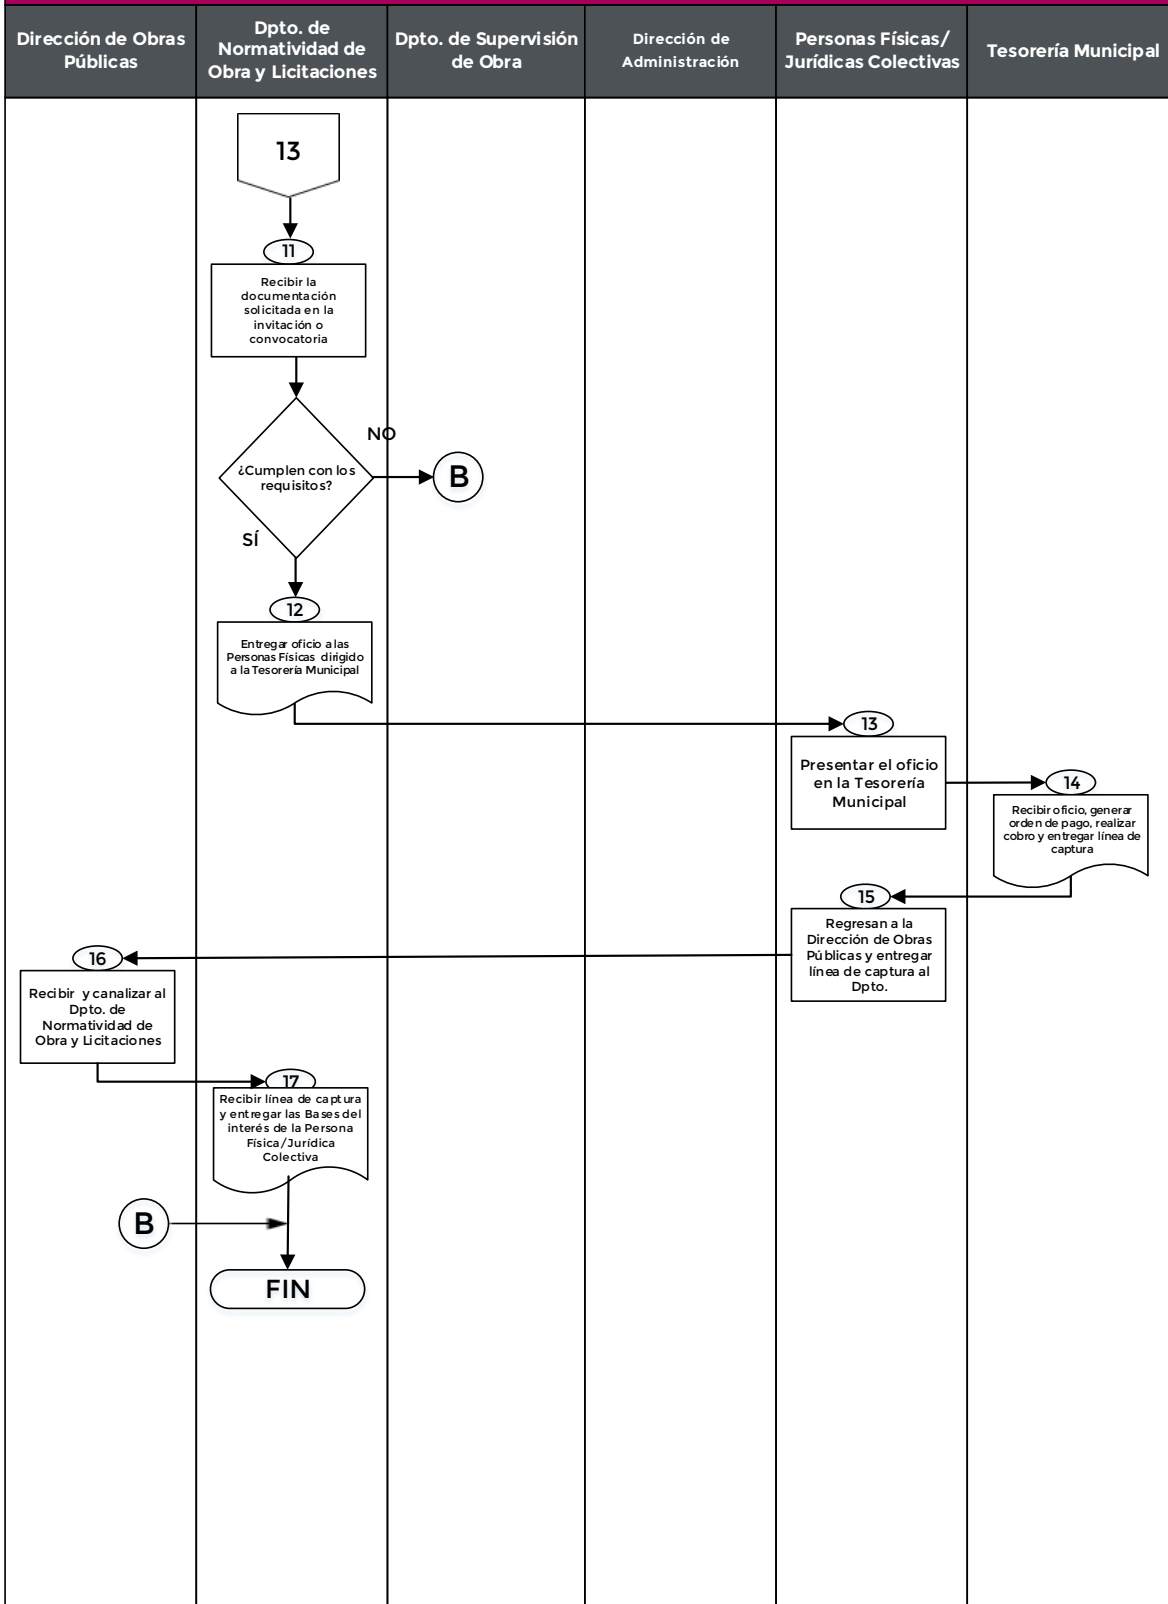 Dirección de Obras
Públicas
Dpto. de
Normatividad de
Obra y Licitaciones
Dpto. de Supervisión
de Obra
Dirección de
Administración
Personas Físicas/
Jurídicas Colectivas
Tesorería Municipal
13
11
Recibir la
documentación
solicitada en la
invitación o
convocatoria
NO
¿Cumplen con los
requisitos?
B
SÍ
12
Entregar oficio a las
Personas Físicas dirigido
a la Tesorería Municipal
13
Presentar el oficio
en la Tesorería
Municipal
14
Recibir oficio, generar
orden de pago, realizar
cobro y entregar línea de
captura
15
Regresan a la
Dirección de Obras
Públicas y entregar
línea de captura al
Dpto.
16
Recibir y canalizar al
Dpto. de
Normatividad de
Obra y Licitaciones
17
Recibir línea de captura
y entregar las Bases del
interés de la Persona
Física/Jurídica
Colectiva
B
FIN